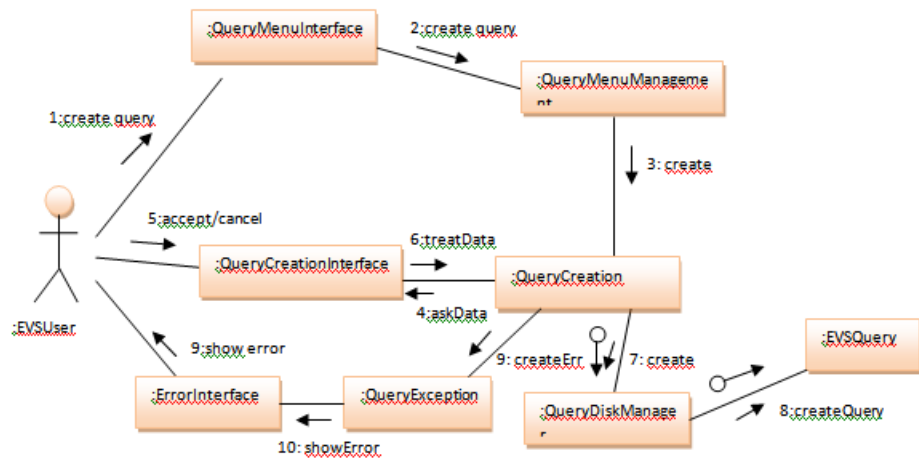 :QueryMenuInterface
2:create query
:QueryMenuManageme
nt
1:create query
3: create
5:accept/cancel
6:treatData
:QueryCreationInterface
:QueryCreation
4:askData
:EVSUser
9:show error
9: createErr
7: create
:EVSQuery
:ErrorInterface
:QueryException
:QueryDiskManage
r
8:createQuery
10: showError